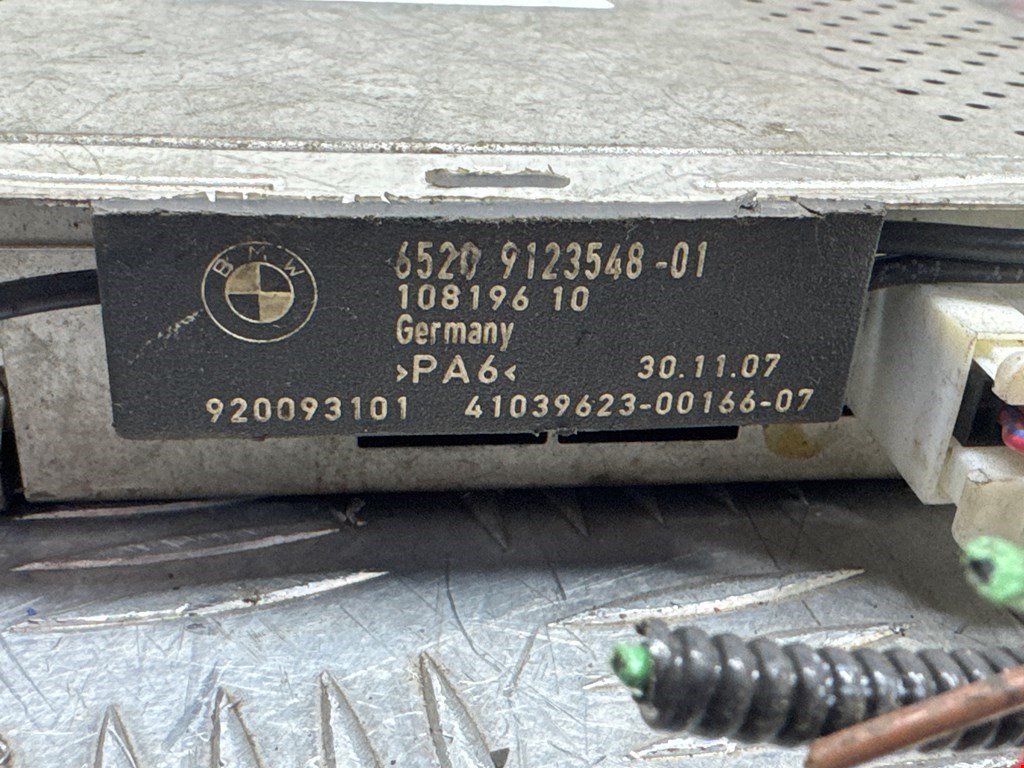 BMW
6520 9123548-01
108196 10
Germany
>PA6< 30.11.07
920093101 41039623-00166-07